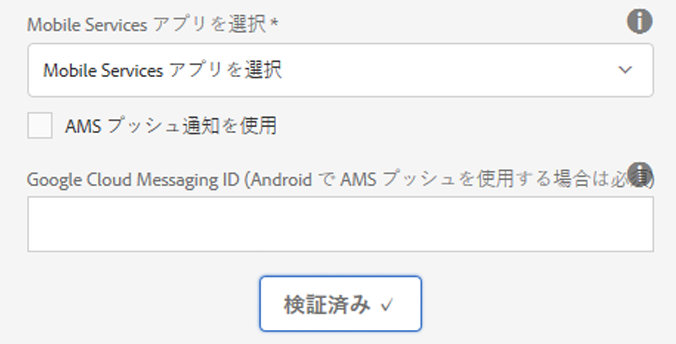 Mobile Services アプリを選択 *
Mobile Services アプリを選択
AMS プッシュ通知を使用
Google Cloud Messaging ID (Android で AMS プッシュを使用する場合は必須)
検証済み ✓